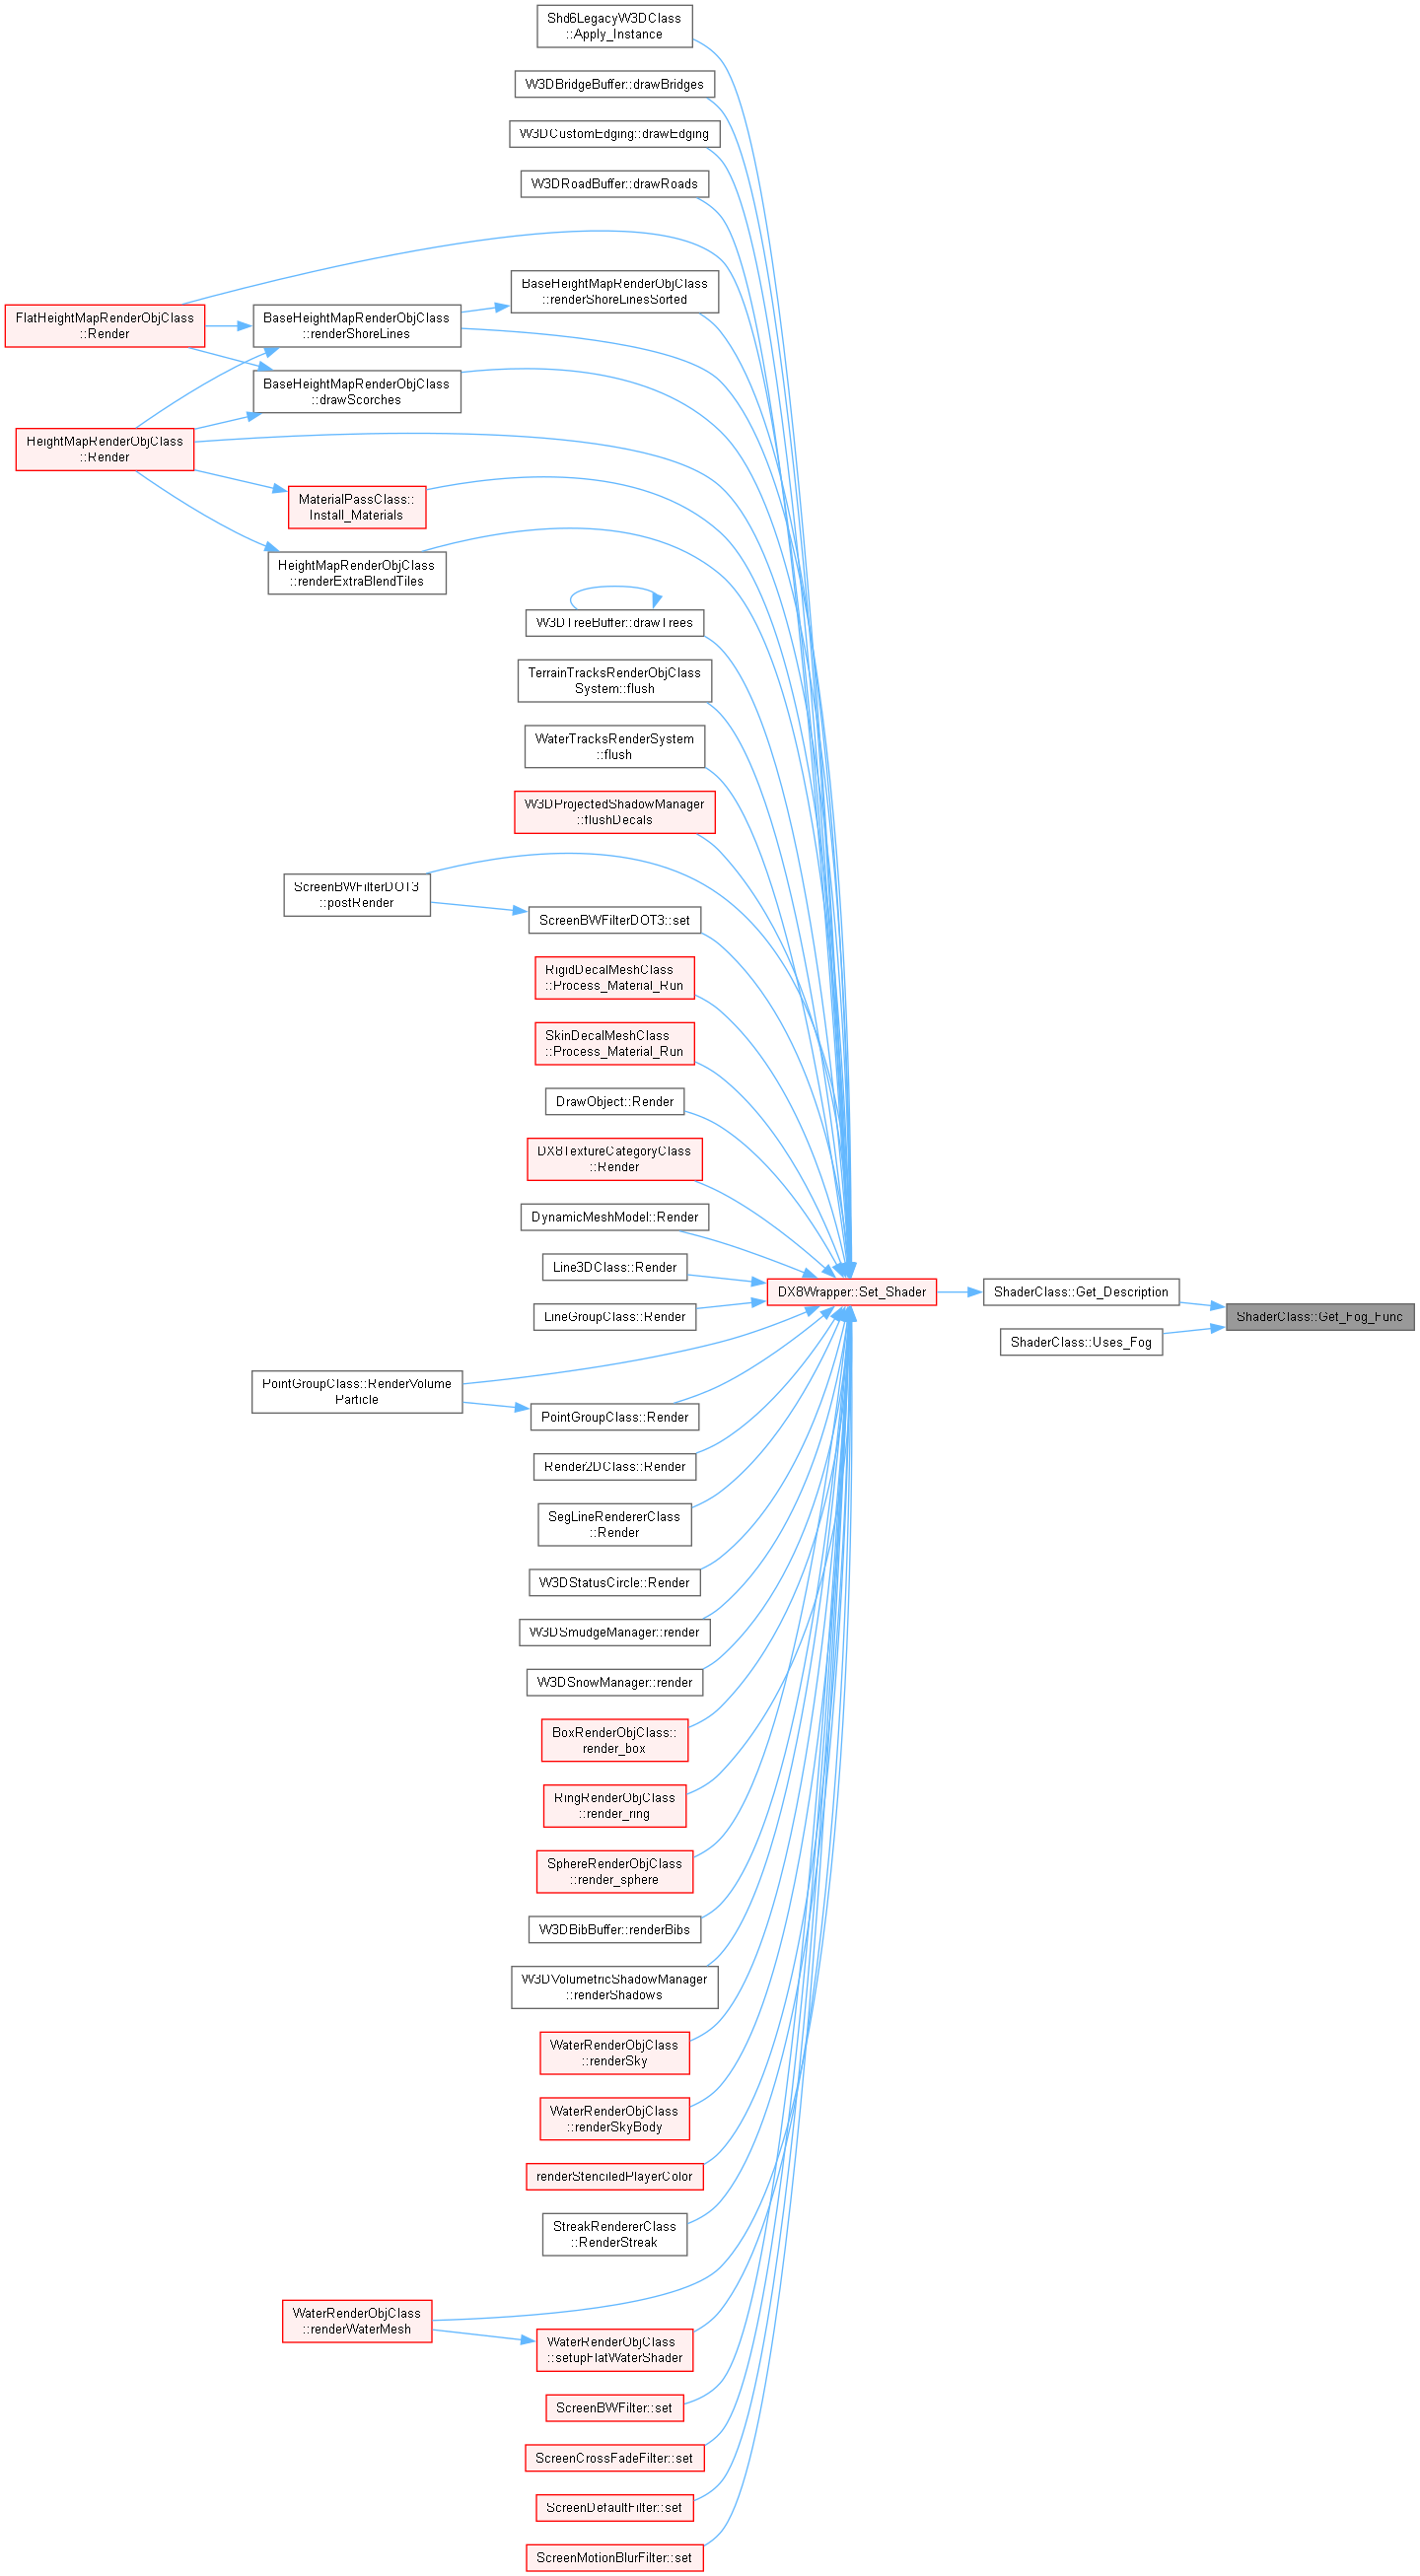 Shd6LegacyW3DClass
::Apply_Instance
W3DBridgeBuffer::drawBridges
W3DCustomEdging::drawEdging
W3DRoadBuffer::drawRoads
BaseHeightMapRenderObjClass
::renderShoreLinesSorted
FlatHeightMapRenderObjClass
::Render
BaseHeightMapRenderObjClass
::renderShoreLines
BaseHeightMapRenderObjClass
::drawScorches
HeightMapRenderObjClass
::Render
MaterialPassClass::
Install_Materials
HeightMapRenderObjClass
::renderExtraBlendTiles
W3DTreeBuffer::drawTrees
TerrainTracksRenderObjClass
System::flush
WaterTracksRenderSystem
::flush
W3DProjectedShadowManager
::flushDecals
ScreenBWFilterDOT3
::postRender
ScreenBWFilterDOT3::set
RigidDecalMeshClass
::Process_Material_Run
SkinDecalMeshClass
::Process_Material_Run
DrawObject::Render
DX8TextureCategoryClass
::Render
DynamicMeshModel::Render
Line3DClass::Render
DX8Wrapper::Set_Shader
ShaderClass::Get_Description
ShaderClass::Get_Fog_Func
LineGroupClass::Render
ShaderClass::Uses_Fog
PointGroupClass::RenderVolume
Particle
PointGroupClass::Render
Render2DClass::Render
SegLineRendererClass
::Render
W3DStatusCircle::Render
W3DSmudgeManager::render
W3DSnowManager::render
BoxRenderObjClass::
render_box
RingRenderObjClass
::render_ring
SphereRenderObjClass
::render_sphere
W3DBibBuffer::renderBibs
W3DVolumetricShadowManager
::renderShadows
WaterRenderObjClass
::renderSky
WaterRenderObjClass
::renderSkyBody
renderStenciledPlayerColor
StreakRendererClass
::RenderStreak
WaterRenderObjClass
::renderWaterMesh
WaterRenderObjClass
::setupFlatWaterShader
ScreenBWFilter::set
ScreenCrossFadeFilter::set
ScreenDefaultFilter::set
ScreenMotionBlurFilter::set